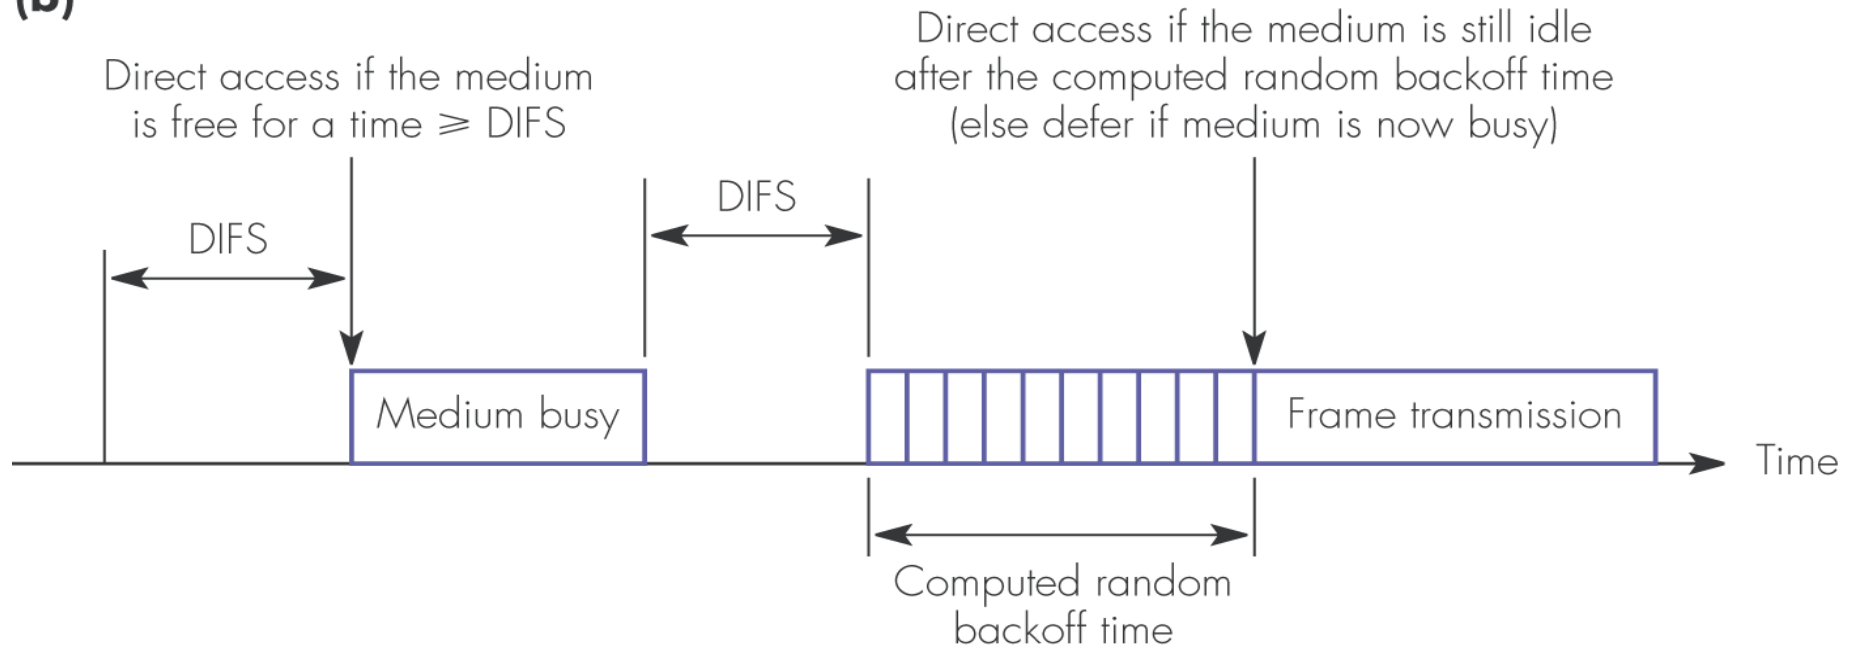 (b)
Direct access if the medium
is free for a time ⩾ DIFS
Direct access if the medium is still idle
after the computed random backoff time
(else defer if medium is now busy)
DIFS
DIFS
Medium busy
Frame transmission
Time
Computed random
backoff time